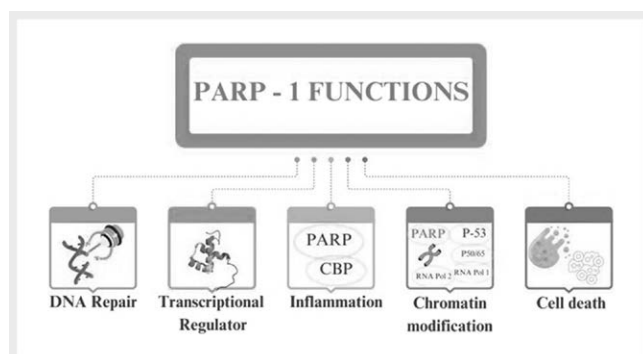 PARP - 1 FUNCTIONS
PARP
CBP
PARP
P-53
P50/65
RNA Pol 2
RNA Pol 1
DNA Repair
Transcriptional
Regulator
Inflammation
Chromatin
modification
Cell death